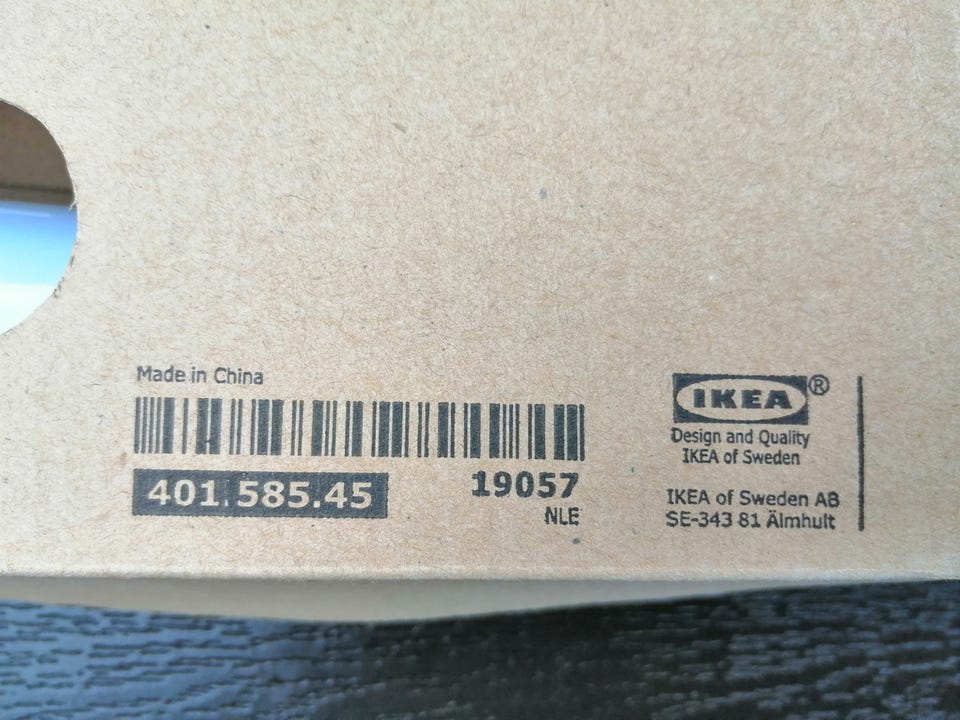 Made in China
401.585.45
19057
NLE
IKEA®
Design and Quality
IKEA of Sweden
IKEA of Sweden AB
SE-343 81 Älmhult